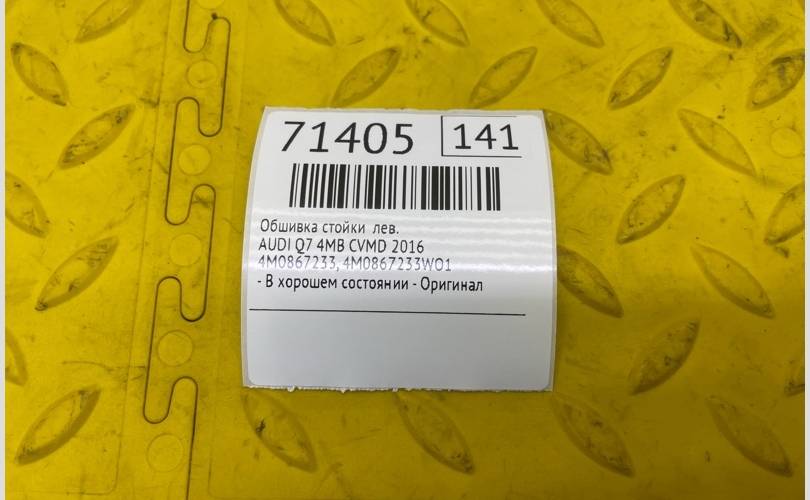 71405 141
Обшивка стойки лев.
AUDI Q7 4MB CVMD 2016
4M0867233, 4M0867233WO1
- В хорошем состоянии - Оригинал